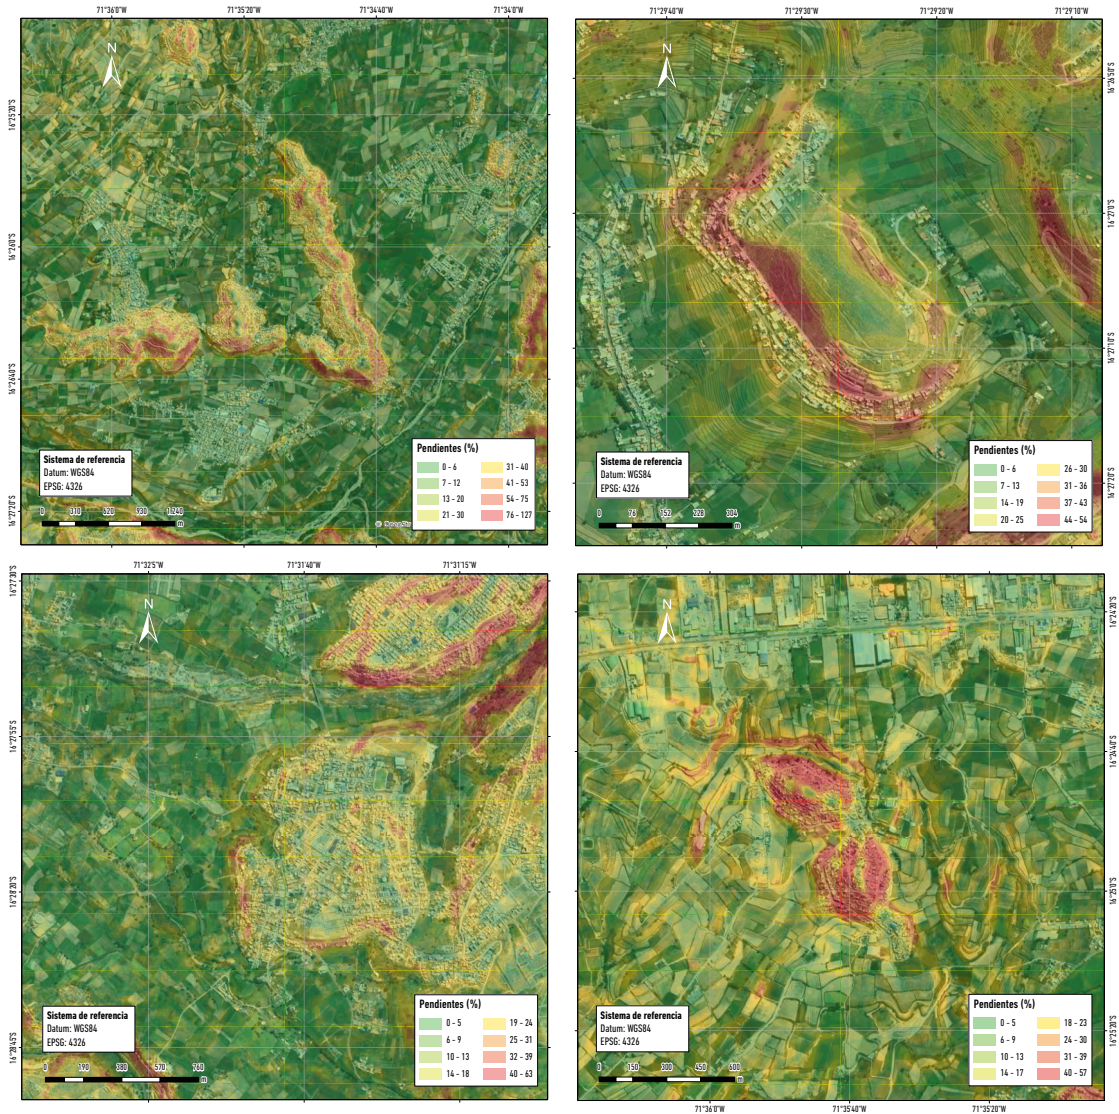 71°36'0"W
71°35'20"W
71°34'40"W
71°34'0"W
16°25'20"S
16°26'0"S
16°26'40"S
16°27'20"S
N
Sistema de referencia
Datum: WGS84
EPSG: 4326
0 310 620 930 1240
m
Pendientes (%)
0 - 6 31 - 40
7 - 12 41 - 53
13 - 20 54 - 75
21 - 30 76 - 127
71°29'40"W
71°29'30"W
71°29'20"W
71°29'10"W
16°26'50"S
16°27'0"S
16°27'10"S
16°27'20"S
N
Sistema de referencia
Datum: WGS84
EPSG: 4326
0 76 152 228 304
m
Pendientes (%)
0 - 6 26 - 30
7 - 13 31 - 36
14 - 19 37 - 43
20 - 25 44 - 54
71°32'5"W
71°31'40"W
71°31'15"W
16°27'30"S
16°27'55"S
16°28'20"S
16°28'45"S
N
Sistema de referencia
Datum: WGS84
EPSG: 4326
0 190 380 570 760
m
Pendientes (%)
0 - 5 19 - 24
6 - 9 25 - 31
10 - 13 32 - 39
14 - 18 40 - 63
16°24'20"S
16°24'40"S
16°25'0"S
16°25'20"S
N
Sistema de referencia
Datum: WGS84
EPSG: 4326
0 150 300 450 600
m
Pendientes (%)
0 - 5 18 - 23
6 - 9 24 - 30
10 - 13 31 - 39
14 - 17 40 - 57
71°36'0"W
71°35'40"W
71°35'20"W